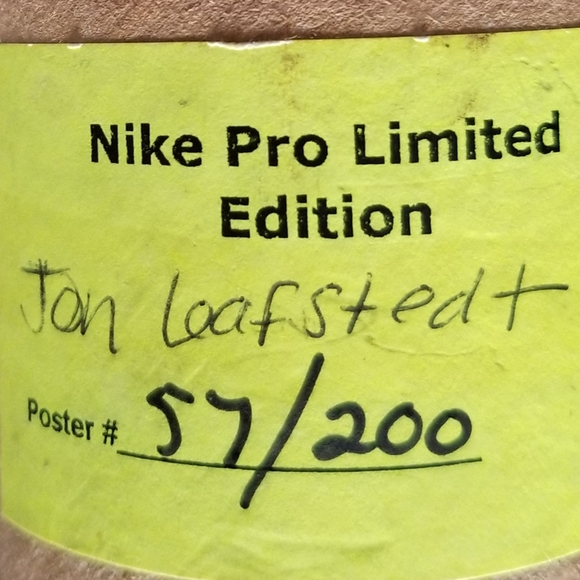 Nike Pro Limited
Edition
Jon Loafstedt
Poster # 57/200